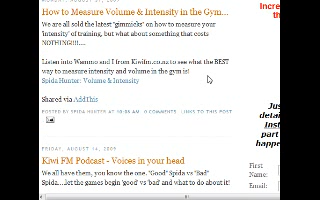 MONDAY, AUGUST 17, 2009
How to Measure Volume & Intensity in the Gym...
We are all sold the latest "gimmicks" on how to measure your
'intensity' of training, but what about something that costs
NOTHING!!!!....
Listen into Wammo and I from Kiwifm.co.nz to see what the BEST
way to measure intensity and volume in the gym is!
Spida Hunter: Volume & Intensity
Shared via AddThis
POSTED BY SPIDA HUNTER AT 10:08 AM 0 COMMENTS LINKS TO THIS POST
FRIDAY, AUGUST 14, 2009
Kiwi FM Podcast - Voices in your head
We all have them, you know the one. "Good" Spida vs "Bad"
Spida....let the games begin 'good' vs 'bad' and what to do about it!
Incre
the
Jus
detai
Inst
part
happe
First
Name:
Email: